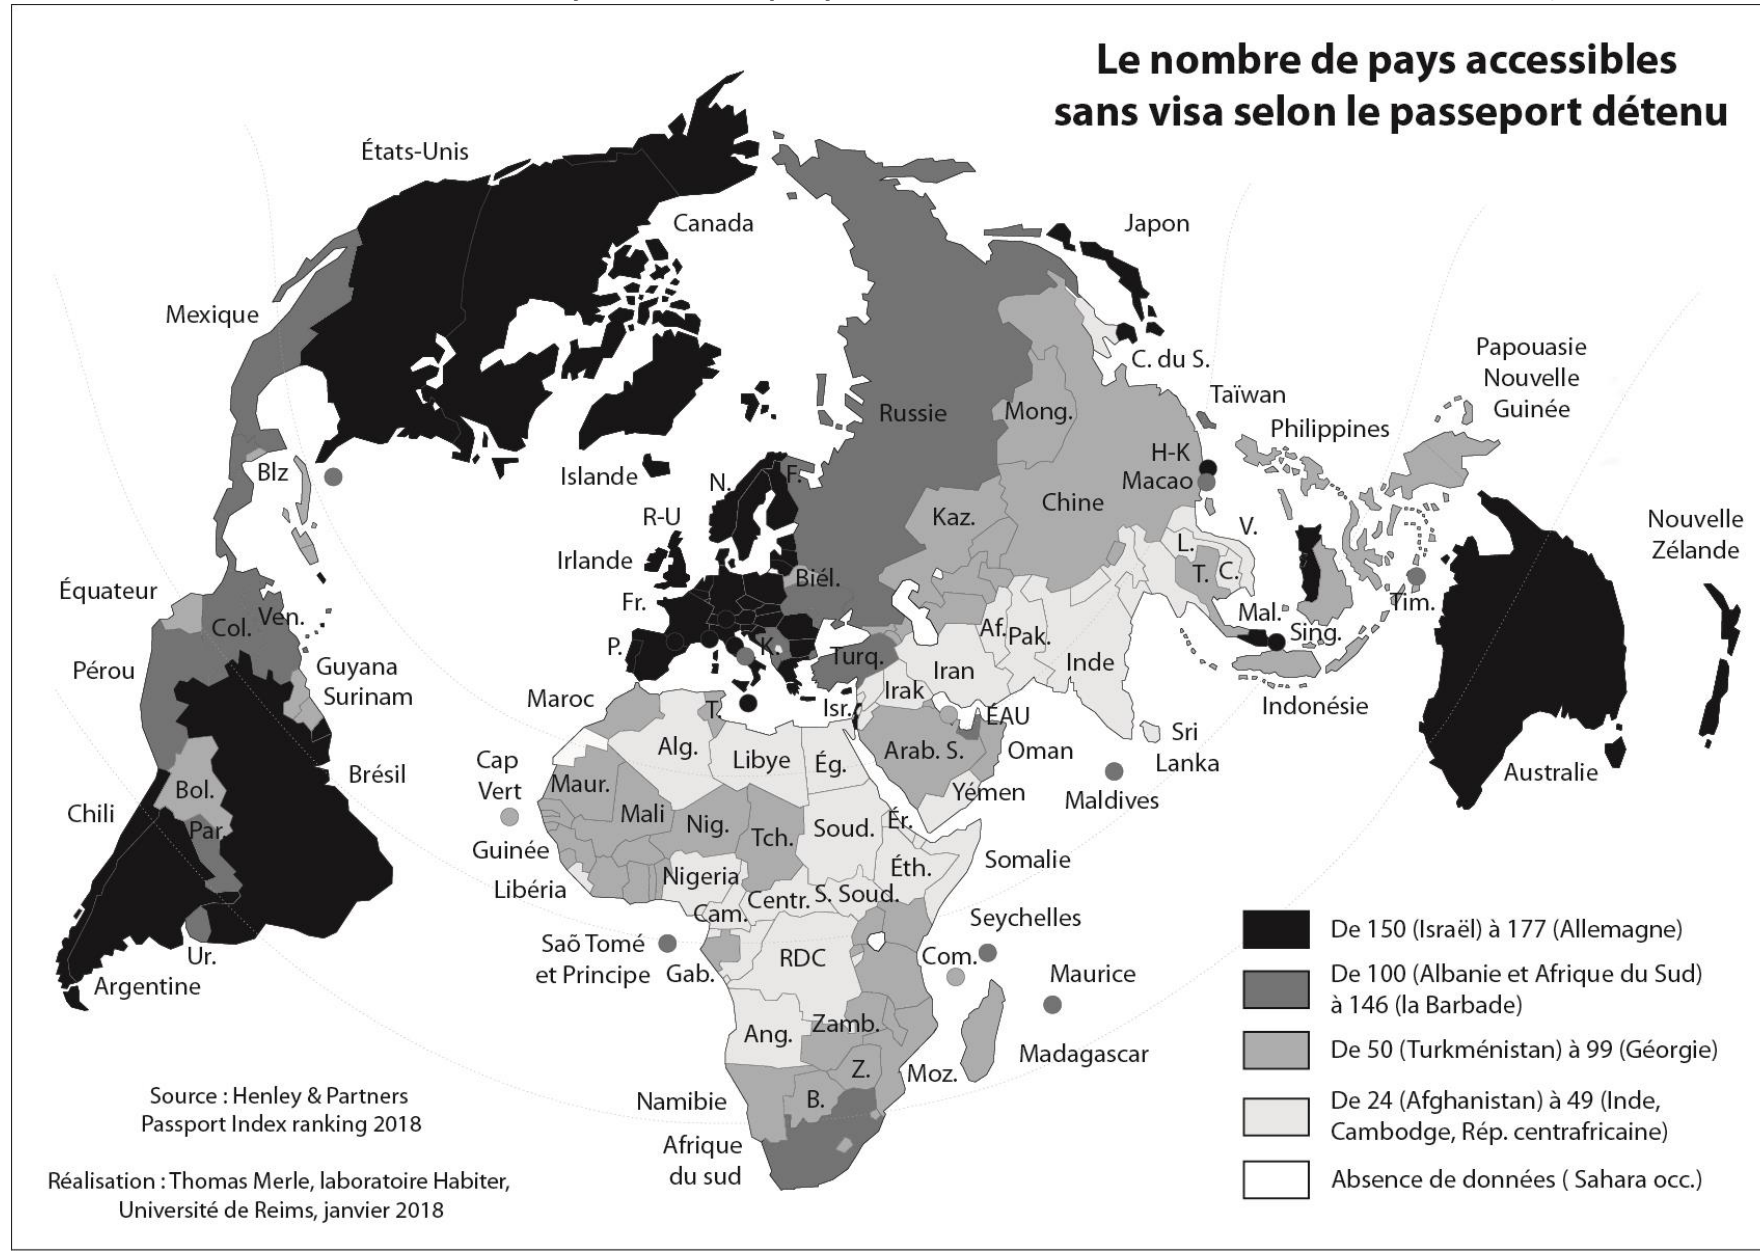 Le nombre de pays accessibles
sans visa selon le passeport détenu
États-Unis
Canada
Japon
Mexique
C. du S.
Papouasie
Nouvelle
Guinée
Taïwan
Russie
Mong.
Philippines
Blz
Islande
N.
F.
H-K
Macao
Chine
Kaz.
R-U
V.
Nouvelle
Zélande
Irlande
L.
T.
C.
Biél.
Équateur
Fr.
Tim.
Ven.
Col.
Mal.
Sing.
P.
K.
Turq.
Af.
Pak.
Inde
Iran
Pérou
Guyana
Surinam
Maroc
Irak
Isr.
T.
Indonésie
ÉAU
Alg.
Libye
Ég.
Arab. S.
Oman
Sri
Lanka
Cap
Vert
Brésil
Bol.
Maur.
Yémen
Maldives
Australie
Chili
Mali
Nig.
Tch.
Soud.
Ér.
Par.
Guinée
Somalie
Éth.
Libéria
Nigeria
Centr.
S. Soud.
Cam.
Seychelles
Ur.
Saõ Tomé
et Principe
Gab.
RDC
Com.
Maurice
Argentine
Ang.
Zamb.
Madagascar
Z.
Moz.
B.
Namibie
Afrique
du sud
De 150 (Israël) à 177 (Allemagne)
De 100 (Albanie et Afrique du Sud)
à 146 (la Barbade)
De 50 (Turkménistan) à 99 (Géorgie)
De 24 (Afghanistan) à 49 (Inde,
Cambodge, Rép. centrafricaine)
Absence de données ( Sahara occ.)
Source : Henley & Partners
Passport Index ranking 2018
Réalisation : Thomas Merle, laboratoire Habiter,
Université de Reims, janvier 2018